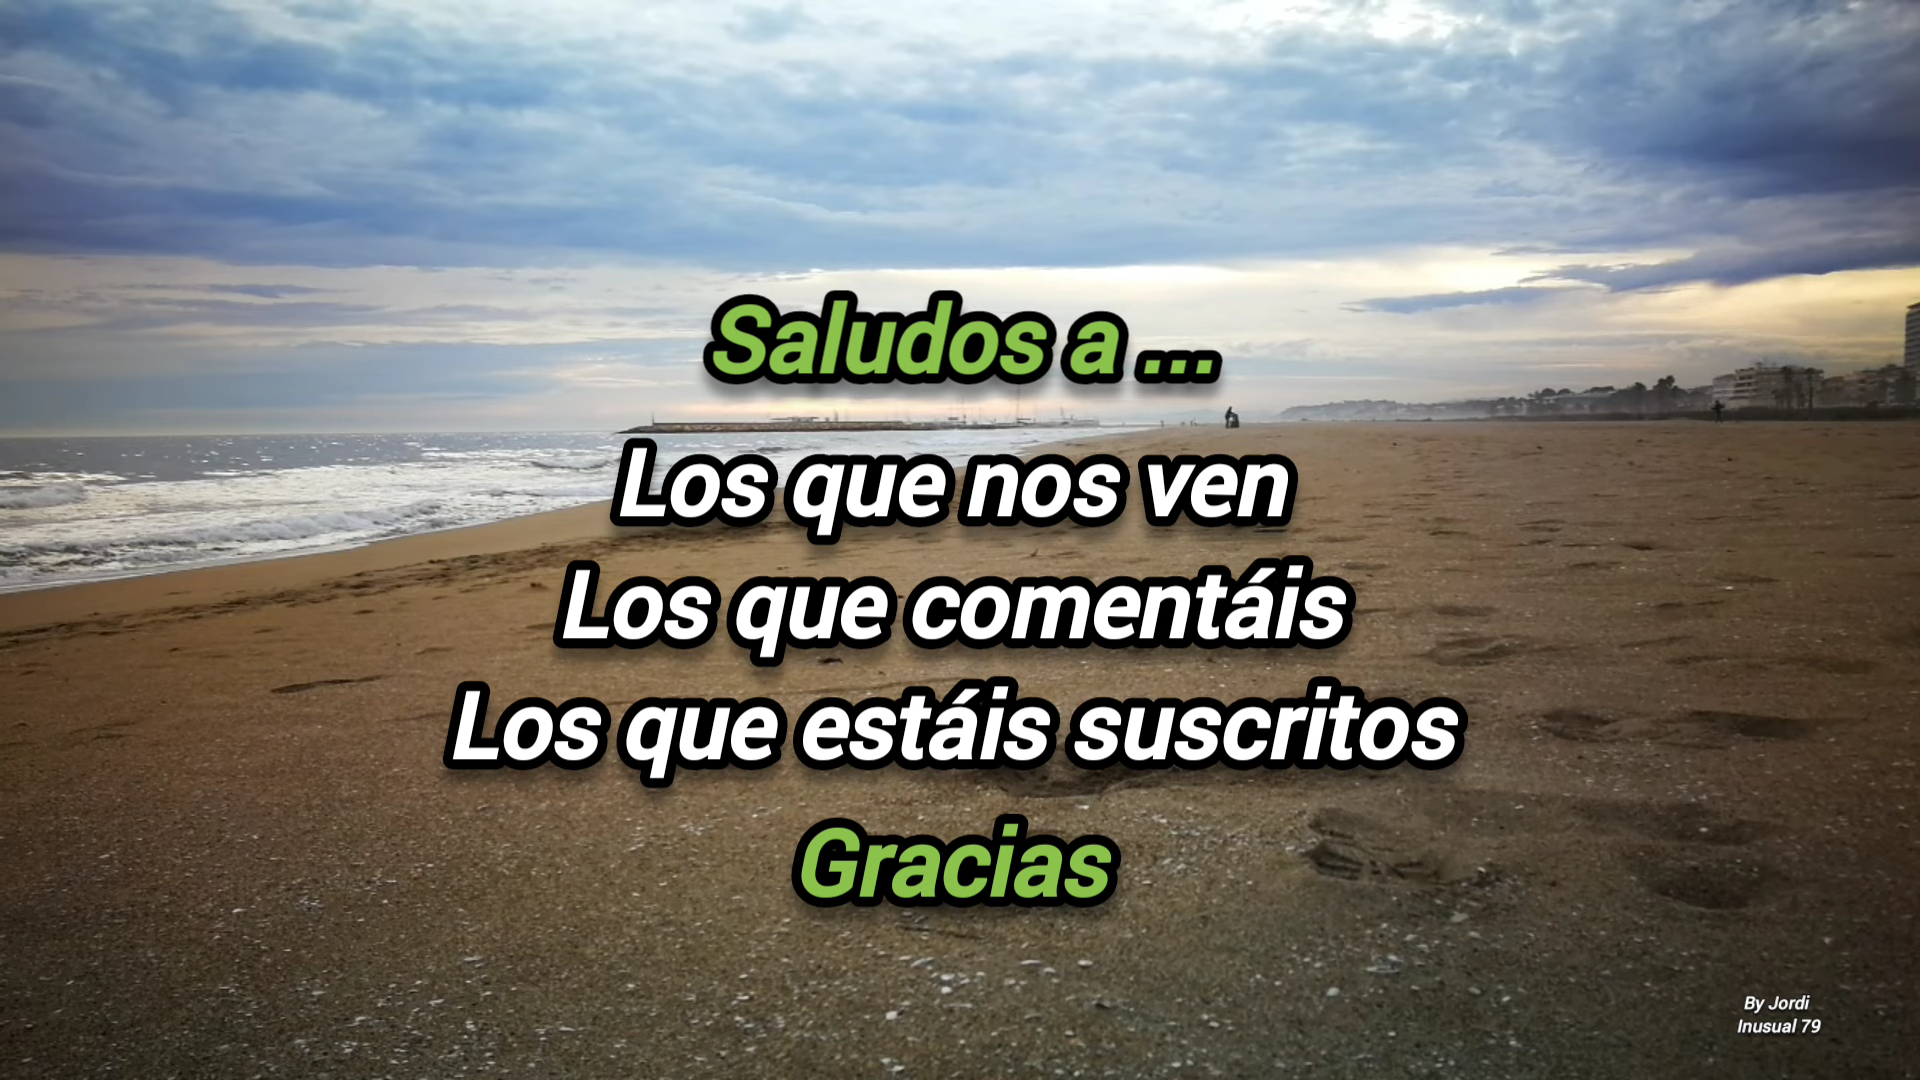 Saludos a ...
Los que nos ven
Los que comentáis
Los que estáis suscritos
Gracias
By Jordi
Inusual 79